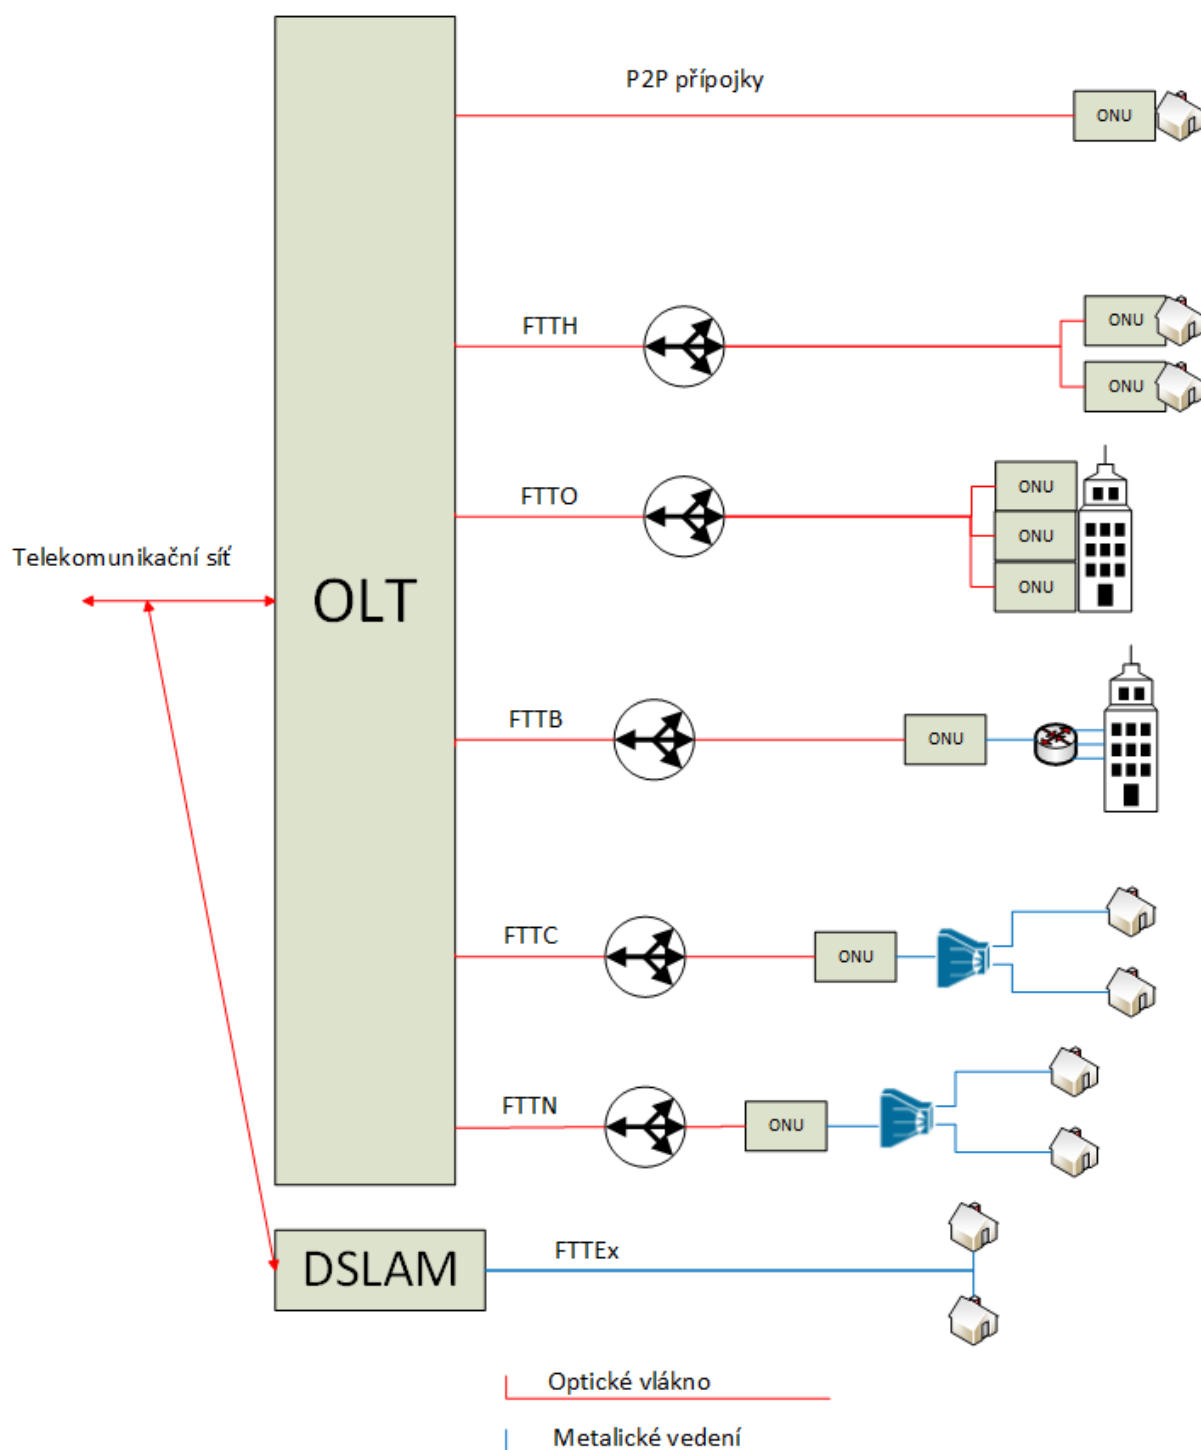 P2P přípojky
ONU
FTTH
ONU
ONU
FTTO
ONU
ONU
ONU
Telekomunikační síť
OLT
FTTB
ONU
FTTC
ONU
FTTN
ONU
DSLAM
FTTEx
Optické vlákno
Metalické vedení